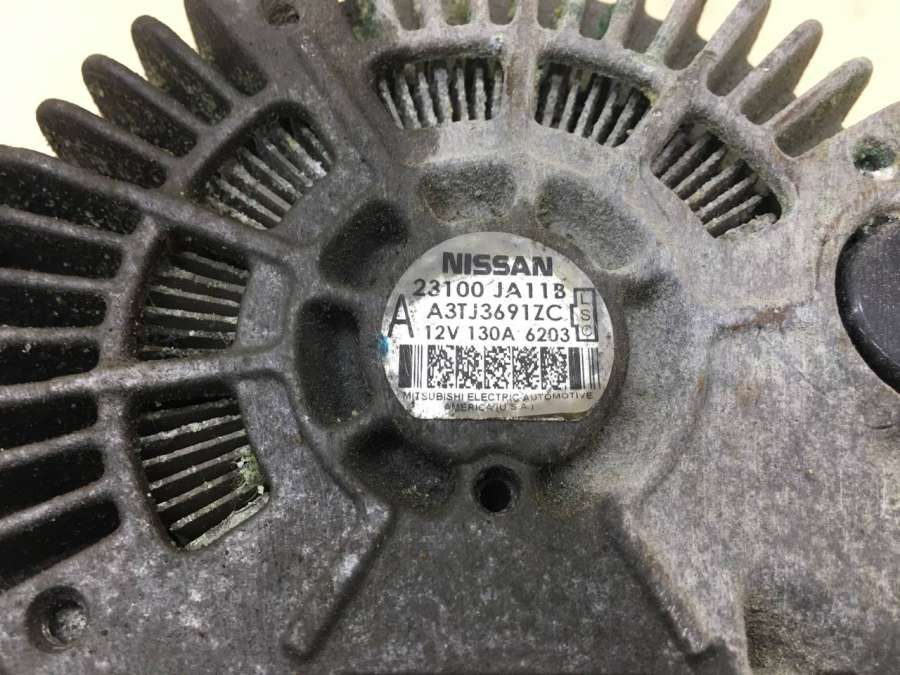 NISSAN
23100 JA11B
A
A3TJ3691ZC
L
S
12V 130A 6203
MITSUBISHI ELECTRIC AUTOMOTIVE
AMERICA(U.S.A.)